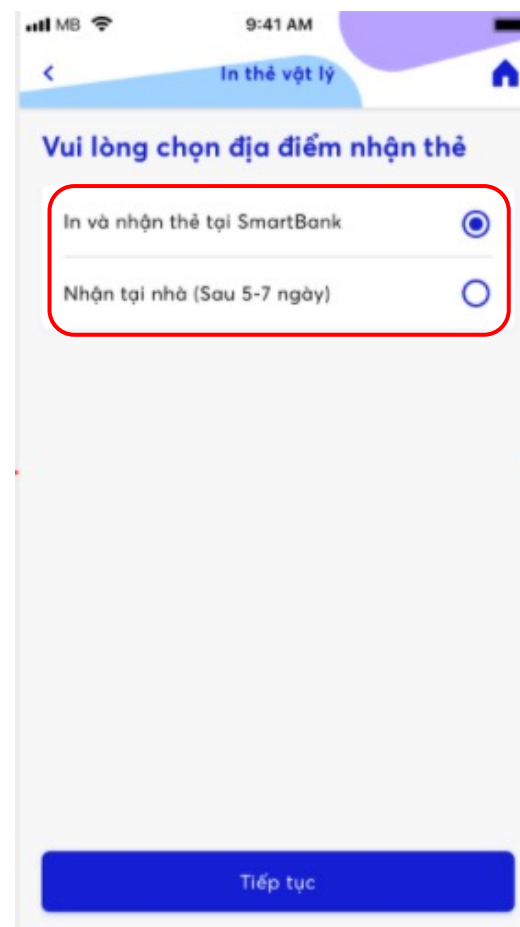 MB 9:41 AM
In thẻ vật lý
Vui lòng chọn địa điểm nhận thẻ
In và nhận thẻ tại SmartBank
Nhận tại nhà (Sau 5-7 ngày)
Tiếp tục